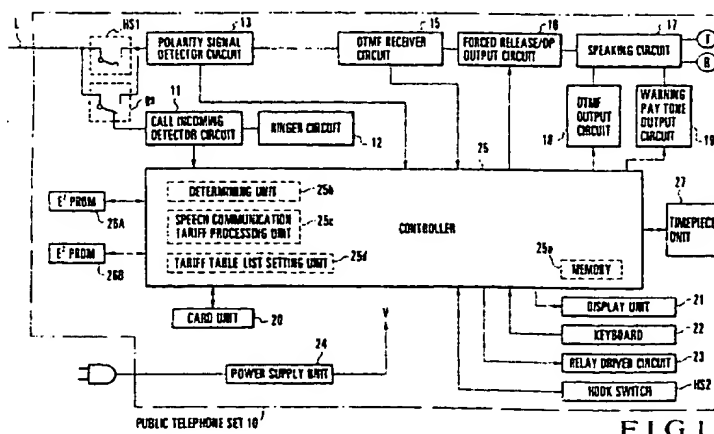 L
HS1
13
POLARITY SIGNAL
DETECTOR CIRCUIT
15
DTMF RECEIVER
CIRCUIT
16
FORCED RELEASE/DP
OUTPUT CIRCUIT
17
SPEAKING CIRCUIT
T
R
11
CALL INCOMING
DETECTOR CIRCUIT
RINGER CIRCUIT
12
DTMF
OUTPUT
CIRCUIT
18
WARNING
PAY TONE
OUTPUT
CIRCUIT
19
25
DETERMINING UNIT
25b
SPEECH COMMUNICATION
TARIFF PROCESSDIG UNIT
25c
TARIFF TABLE LIST SETTING UNIT
25d
CONTROLLER
25a
MEMORY
E² PROM
26A
E² PROM
26B
27
TIMEPIECE
UNIT
CARD UNIT
20
V
DISPLAY UNIT
21
KEYBOARD
22
24
POWER SUPPLY UNIT
RELAY DRIVER CIRCUIT
23
HOOK SWITCH
HS2
PUBLIC TELEPHONE SET 10